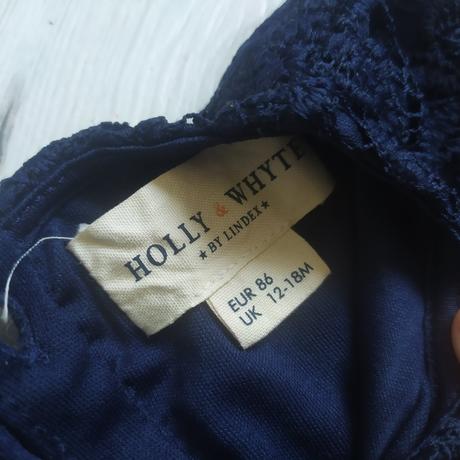 HOLLY & WHYTE
★ BY LINDEX ★
EUR 86
UK 12-18M